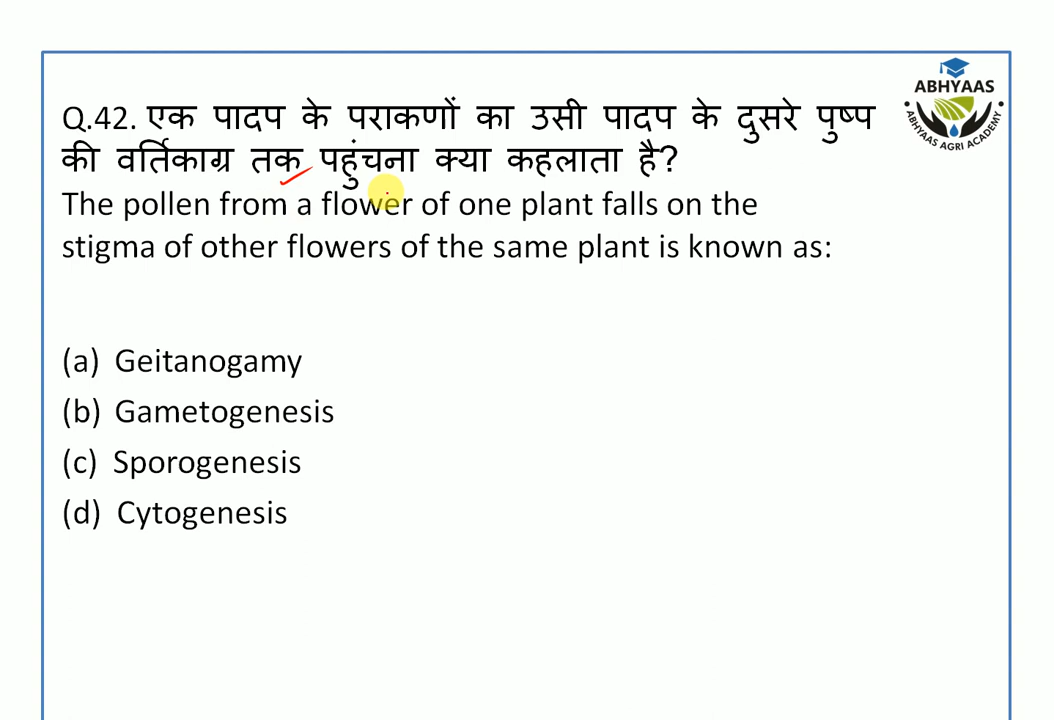 Q.42. एक पादप के पराकणों का उसी पादप के दुसरे पुष्प
की वर्तिकाग्र तक पहुंचना क्या कहलाता है?
The pollen from a flower of one plant falls on the
stigma of other flowers of the same plant is known as:
(a) Geitanogamy
(b) Gametogenesis
(c) Sporogenesis
(d) Cytogenesis
ABHYAAS
ABHYAAS AGRI ACADEMY